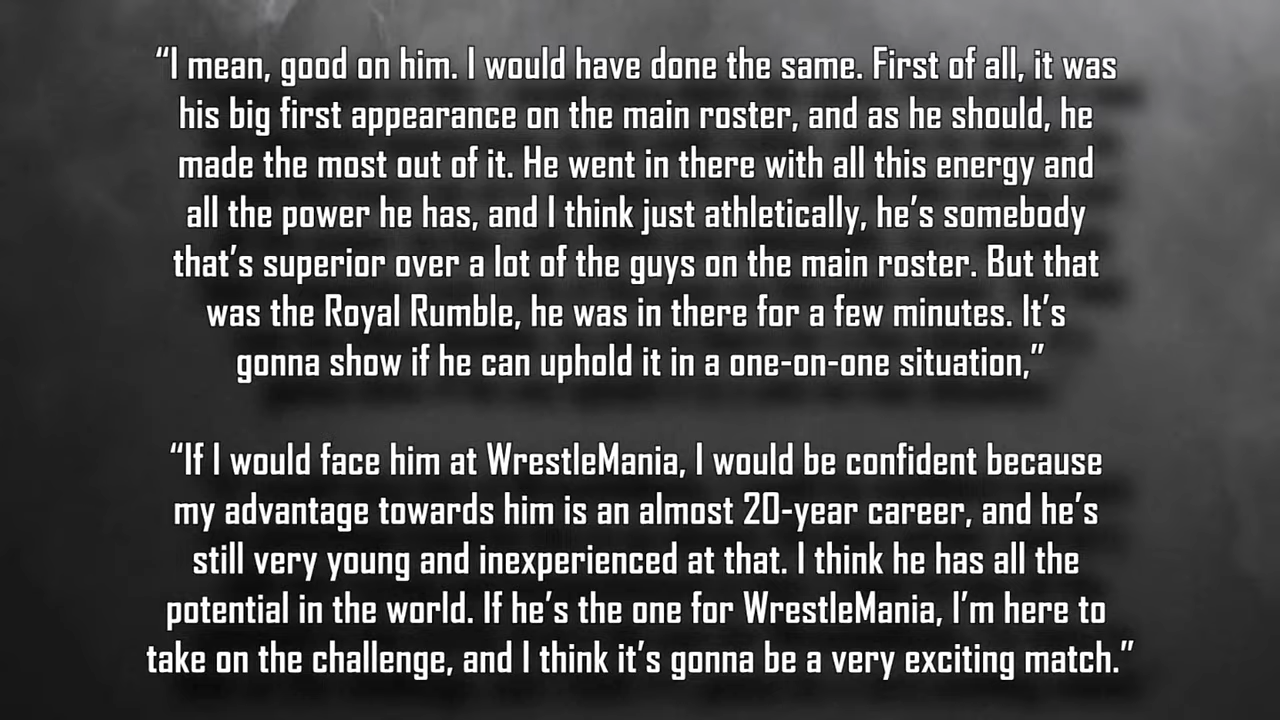 “I mean, good on him. I would have done the same. First of all, it was
his big first appearance on the main roster, and as he should, he
made the most out of it. He went in there with all this energy and
all the power he has, and I think just athletically, he’s somebody
that’s superior over a lot of the guys on the main roster. But that
was the Royal Rumble, he was in there for a few minutes. It’s
gonna show if he can uphold it in a one-on-one situation,”
“If I would face him at WrestleMania, I would be confident because
my advantage towards him is an almost 20-year career, and he’s
still very young and inexperienced at that. I think he has all the
potential in the world. If he’s the one for WrestleMania, I’m here to
take on the challenge, and I think it’s gonna be a very exciting match.”